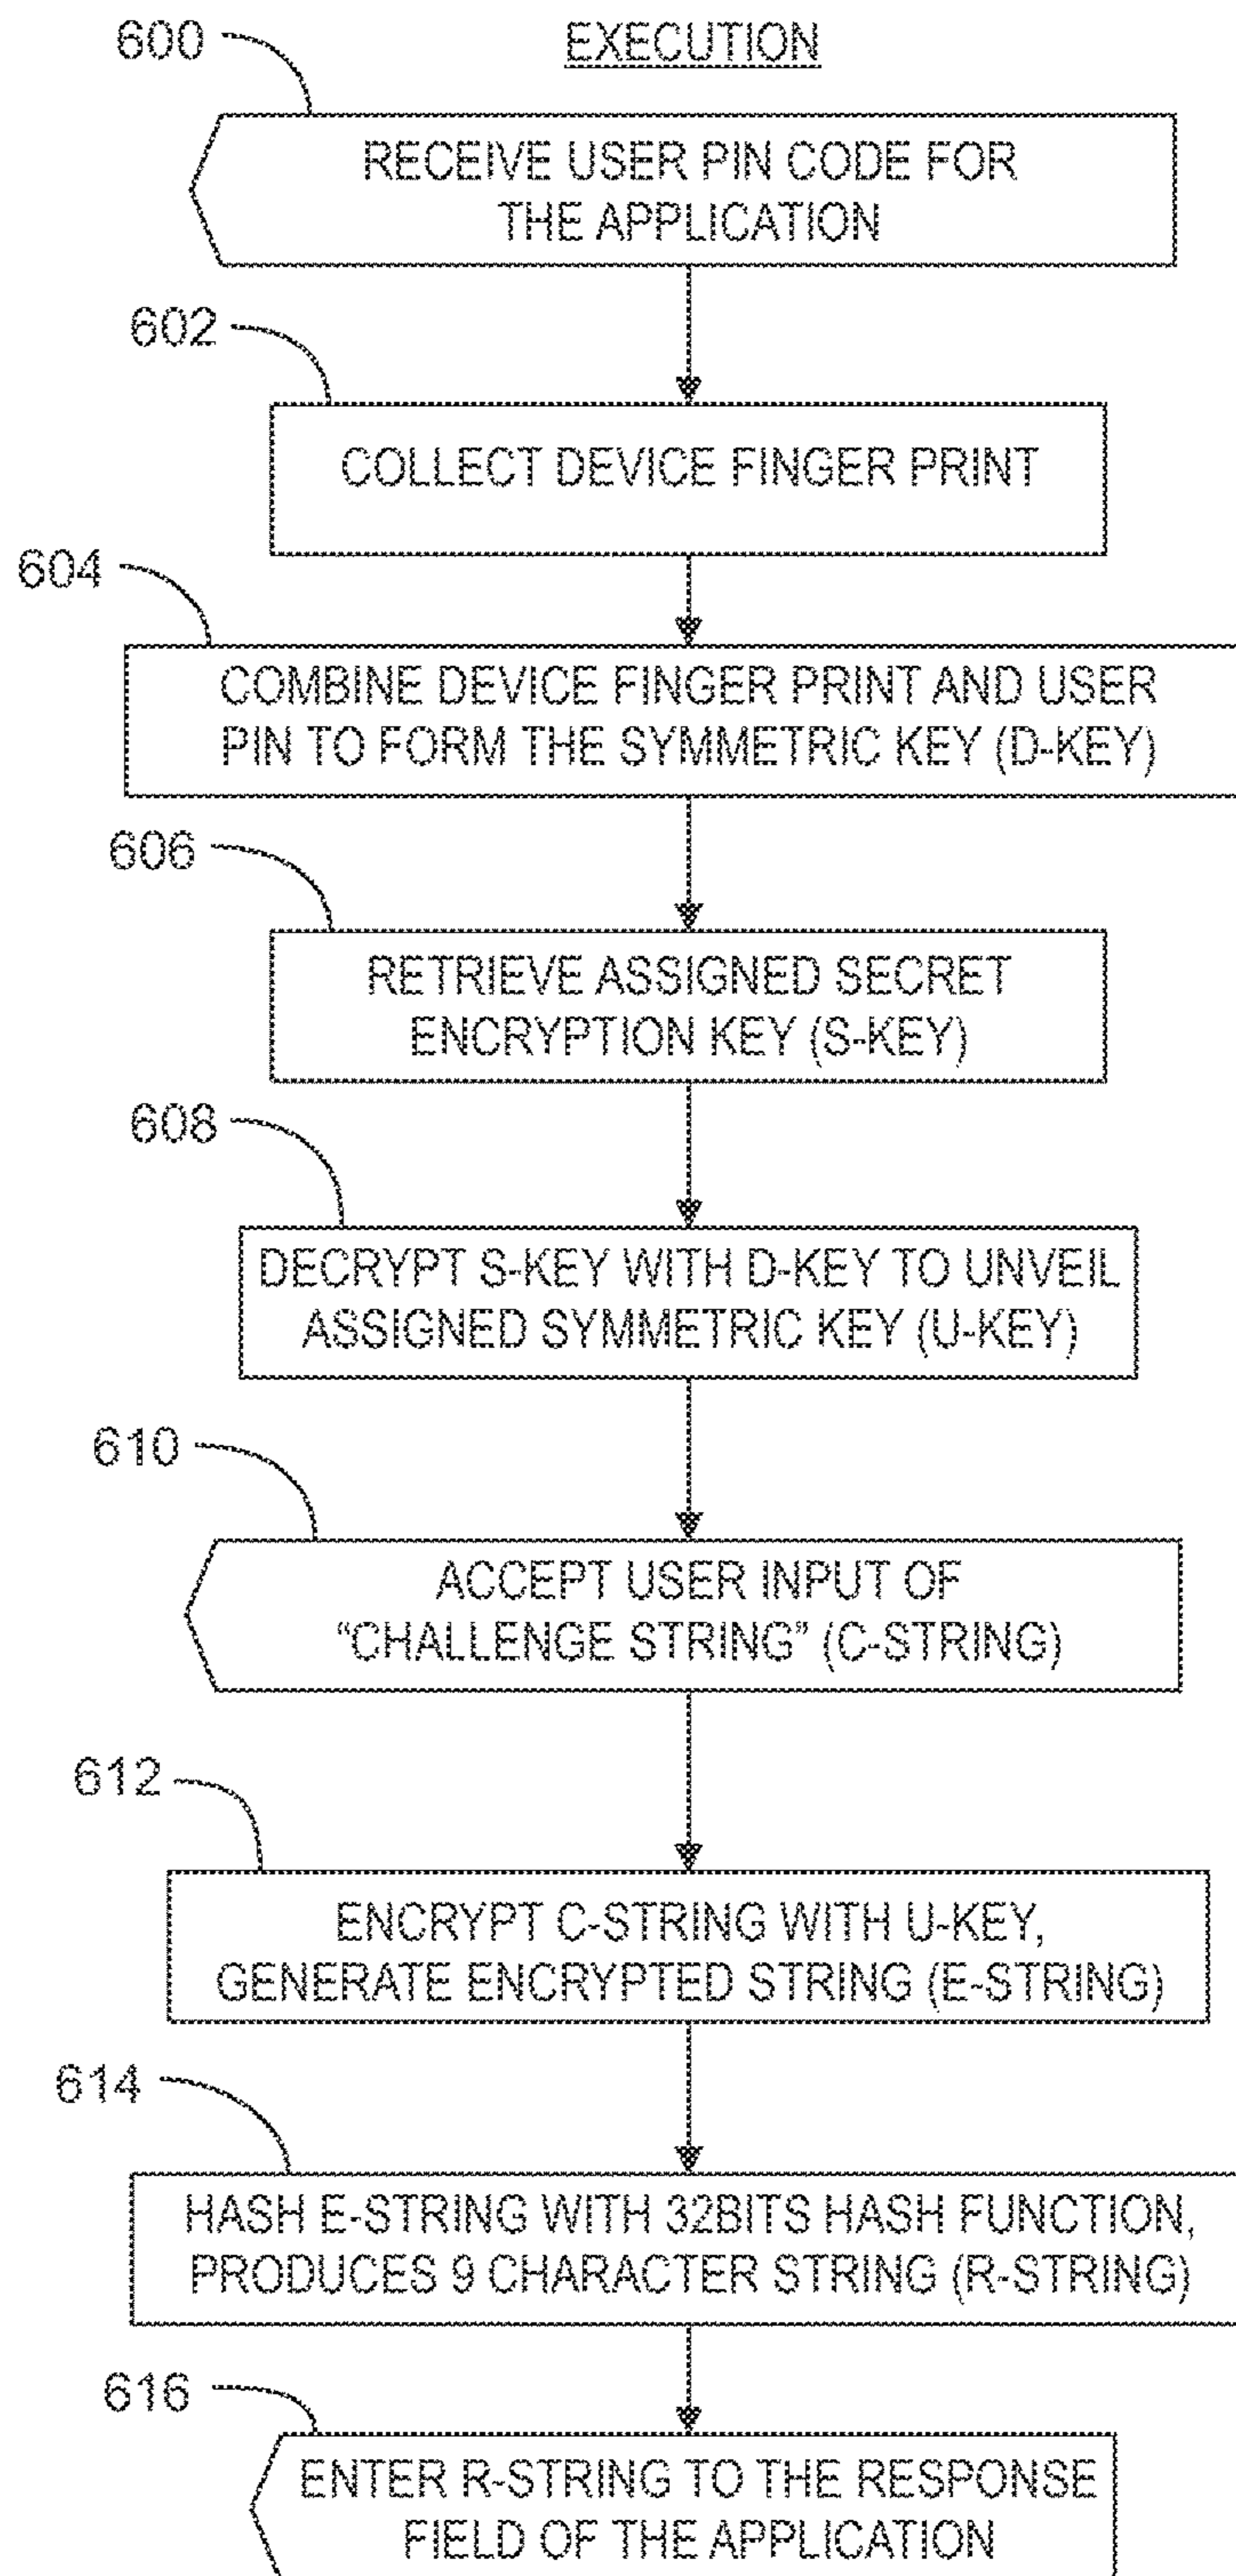 EXECUTION
600
RECEIVE USER PIN CODE FOR
THE APPLICATION
602
COLLECT DEVICE FINGER PRINT
604
COMBINE DEVICE FINGER PRINT AND USER
PIN TO FORM THE SYMMETRIC KEY (D-KEY)
606
RETRIEVE ASSIGNED SECRET
ENCRYPTION KEY (S-KEY)
608
DECRYPT S-KEY WITH D-KEY TO UNVEIL
ASSIGNED SYMMETRIC KEY (U-KEY)
610
ACCEPT USER INPUT OF
“CHALLENGE STRING” (C-STRING)
612
ENCRYPT C-STRING WITH U-KEY,
GENERATE ENCRYPTED STRING (E-STRING)
614
HASH E-STRING WITH 32BITS HASH FUNCTION,
PRODUCES 9 CHARACTER STRING (R-STRING)
616
ENTER R-STRING TO THE RESPONSE
FIELD OF THE APPLICATION